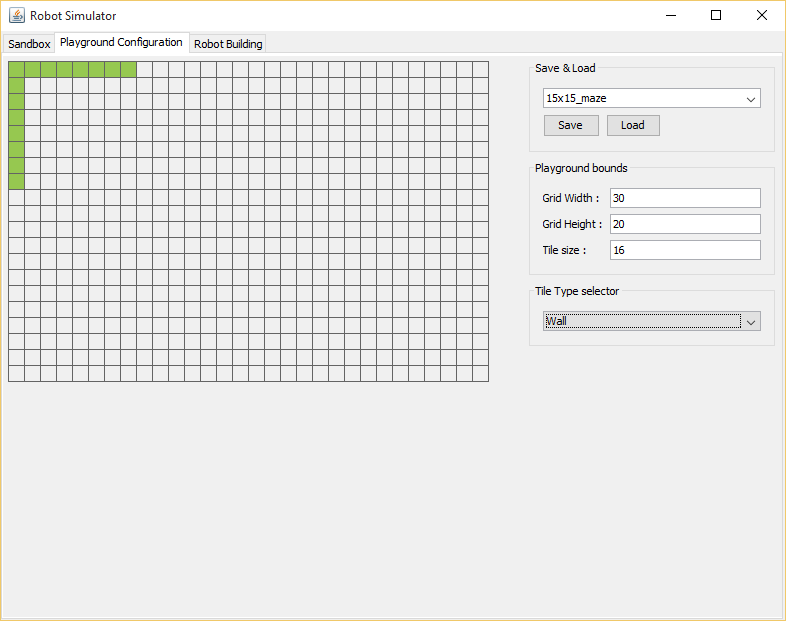 Robot Simulator
Sandbox
Playground Configuration
Robot Building
Save & Load
15x15_maze
Save
Load
Playground bounds
Grid Width : 30
Grid Height : 20
Tile size : 16
Tile Type selector
Wall